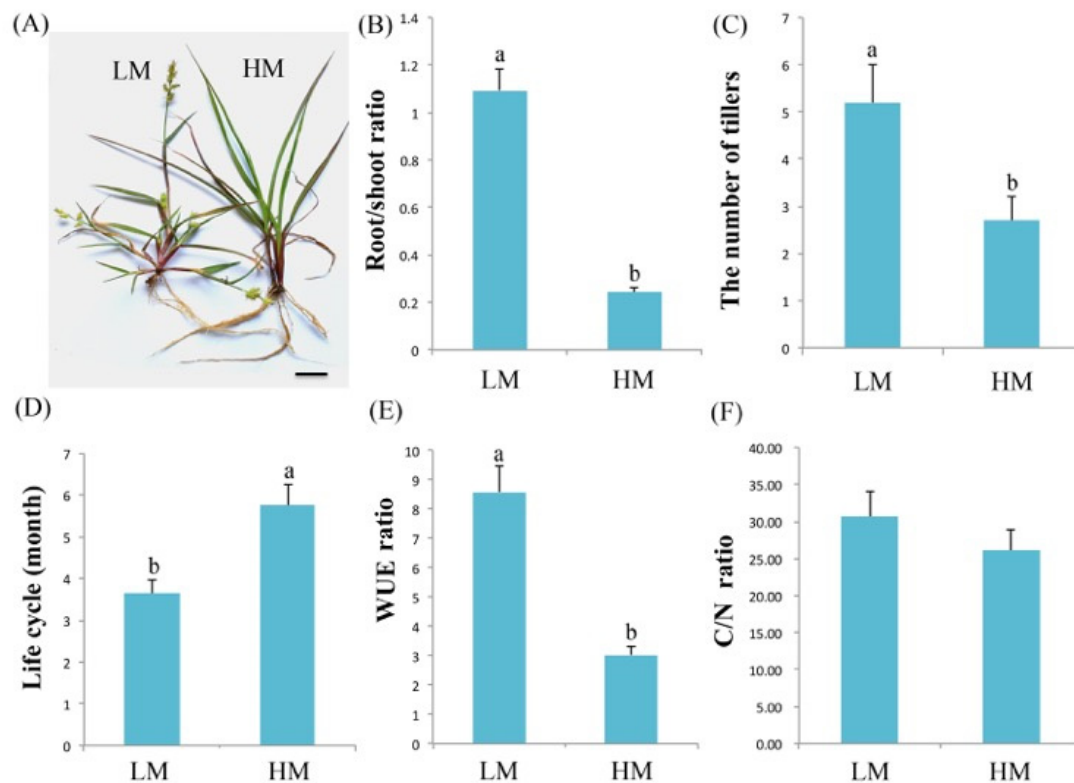 (A)
LM
HM
(B)
Root/shoot ratio
1.4
1.2
1
0.8
0.6
0.4
0.2
0
a
b
LM
HM
(C)
The number of tillers
7
6
5
4
3
2
1
0
a
b
LM
HM
(D)
Life cycle (month)
7
6
5
4
3
2
1
0
b
a
LM
HM
(E)
WUE ratio
10
9
8
7
6
5
4
3
2
1
0
a
b
LM
HM
(F)
C/N ratio
40.00
35.00
30.00
25.00
20.00
15.00
10.00
5.00
0.00
LM
HM